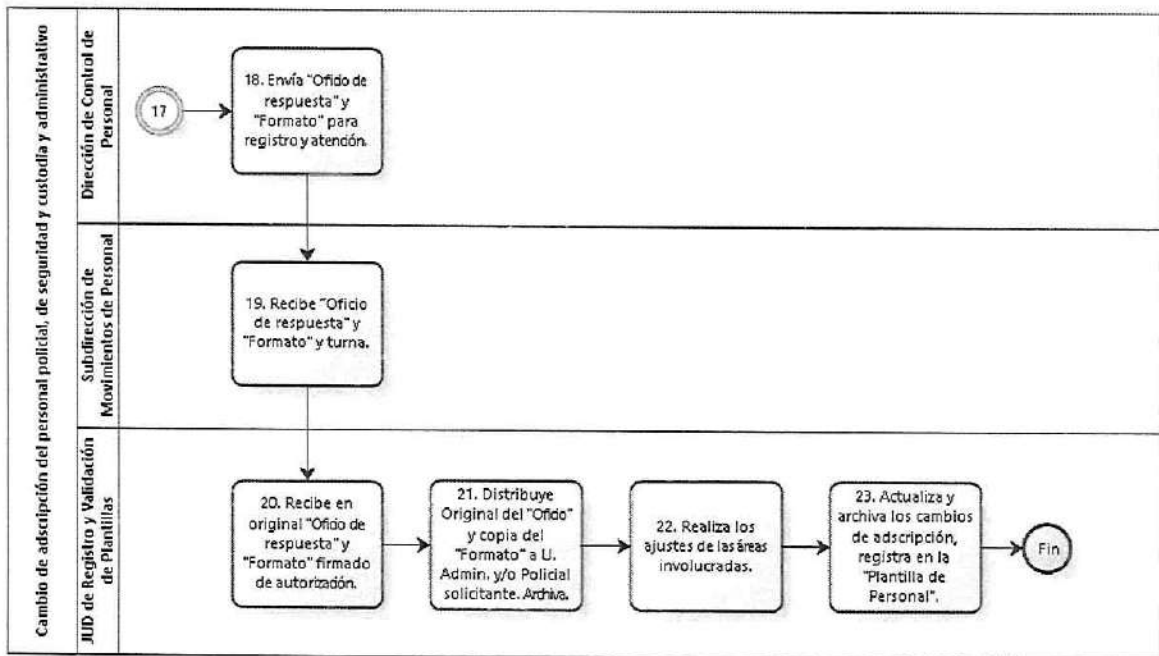 Cambio de adscripción del personal policial, de seguridad y custodia y administrativo
Dirección de Control de
Personal
17
18. Envía "Ofido de
respuesta" y
"Formato" para
registro y atención.
Subdirección de
Movimientos de Personal
19. Recibe "Oficio
de respuesta" y
"Formato" y turna.
JUD de Registro y Validación
de Plantillas
20. Recibe en
original "Ofido de
respuesta" y
"Formato" firmado
de autorización.
21. Distribuye
Original del "Ofido"
y copia del
"Formato" a U.
Admin. y/o Policial
solicitante. Archiva.
22. Realiza los
ajustes de las áreas
involucradas.
23. Actualiza y
archiva los cambios
de adscripción,
registra en la
"Plantilla de
Personal".
Fin